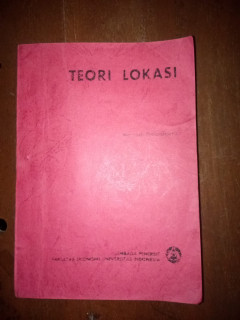 TEORI LOKASI
LEMBAGA PENERBIT
FAKULTAS EKONOMI UNIVERSITAS INDONESIA